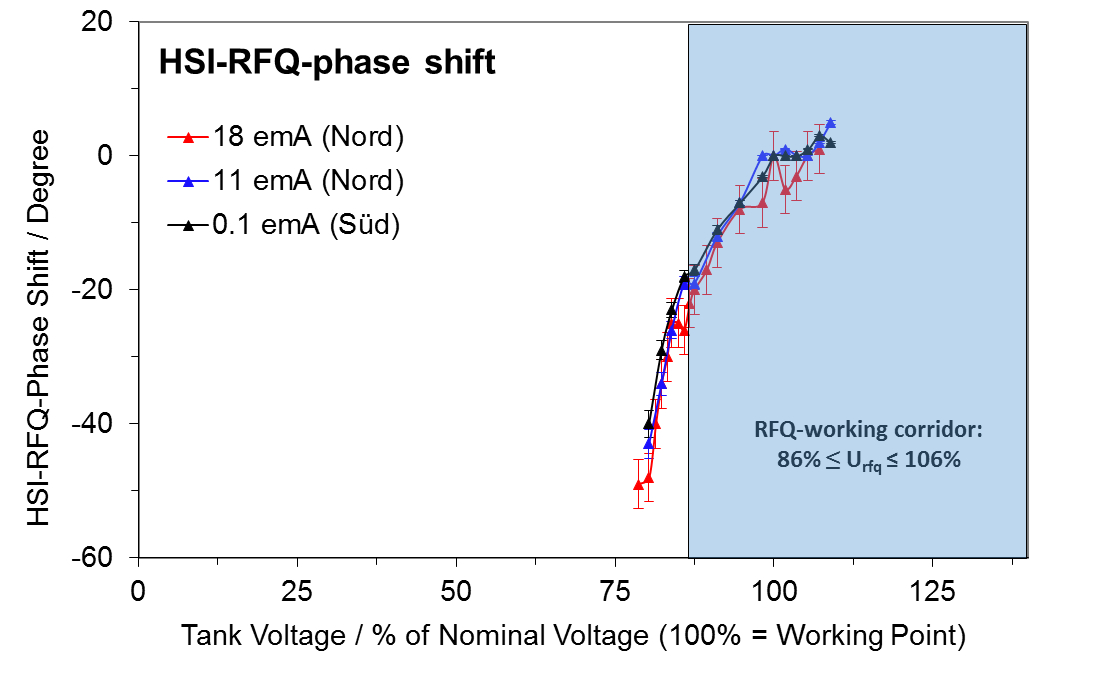 HSI-RFQ-phase shift
18 emA (Nord)
11 emA (Nord)
0.1 emA (Süd)
HSI-RFQ-Phase Shift / Degree
20
0
-20
-40
-60
RFQ-working corridor:
86% ≤ Urfq ≤ 106%
0
25
50
75
100
125
Tank Voltage / % of Nominal Voltage (100% = Working Point)